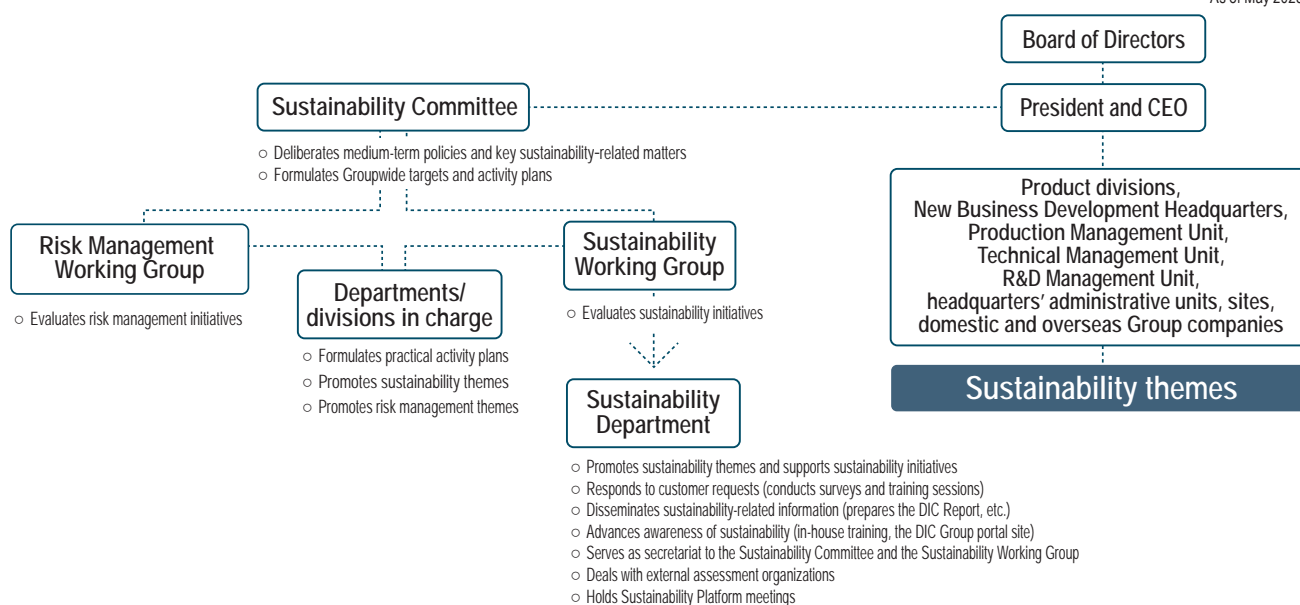 Board of Directors
Sustainability Committee
President and CEO
○ Deliberates medium-term policies and key sustainability-related matters
○ Formulates Groupwide targets and activity plans
Product divisions,
New Business Development Headquarters,
Production Management Unit,
Technical Management Unit,
R&D Management Unit,
headquarters' administrative units, sites,
domestic and overseas Group companies
Risk Management
Working Group
○ Evaluates risk management initiatives
Departments/
divisions in charge
○ Formulates practical activity plans
○ Promotes sustainability themes
○ Promotes risk management themes
Sustainability
Working Group
○ Evaluates sustainability initiatives
Sustainability themes
Sustainability
Department
○ Promotes sustainability themes and supports sustainability initiatives
○ Responds to customer requests (conducts surveys and training sessions)
○ Disseminates sustainability-related information (prepares the DIC Report, etc.)
○ Advances awareness of sustainability (in-house training, the DIC Group portal site)
○ Serves as secretariat to the Sustainability Committee and the Sustainability Working Group
○ Deals with external assessment organizations
○ Holds Sustainability Platform meetings